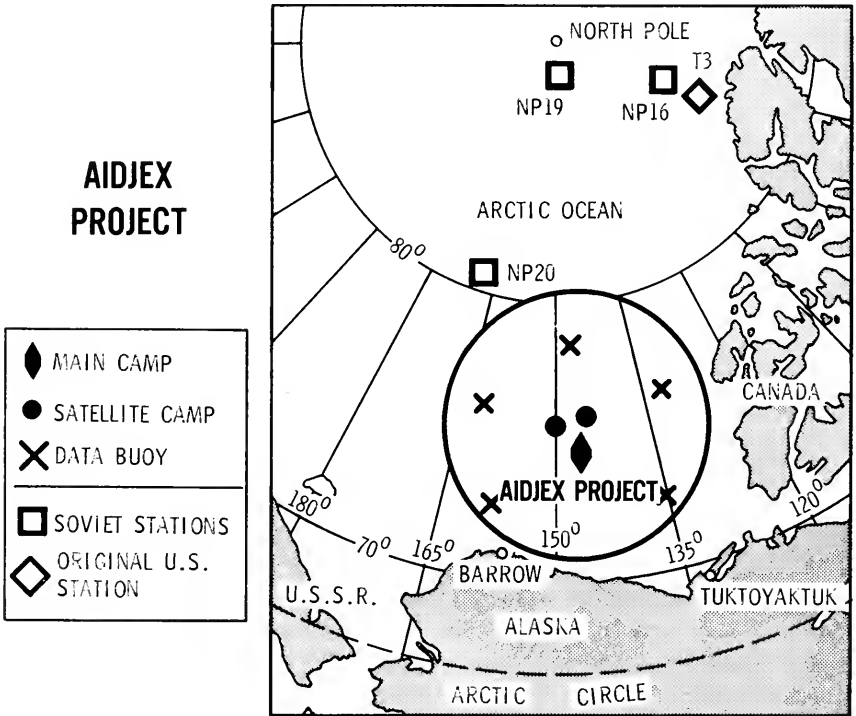 AIDJEX
PROJECT
MAIN CAMP
SATELLITE CAMP
DATA BUOY
SOVIET STATIONS
ORIGINAL U.S.
STATION
NORTH POLE
T3
NP19
NP16
ARCTIC OCEAN
80°
NP20
CANADA
AIDJEX PROJECT
180°
70°
165°
150°
135°
120°
BARROW
U.S.S.R.
TUKTOYAKTUK
ALASKA
ARCTIC CIRCLE